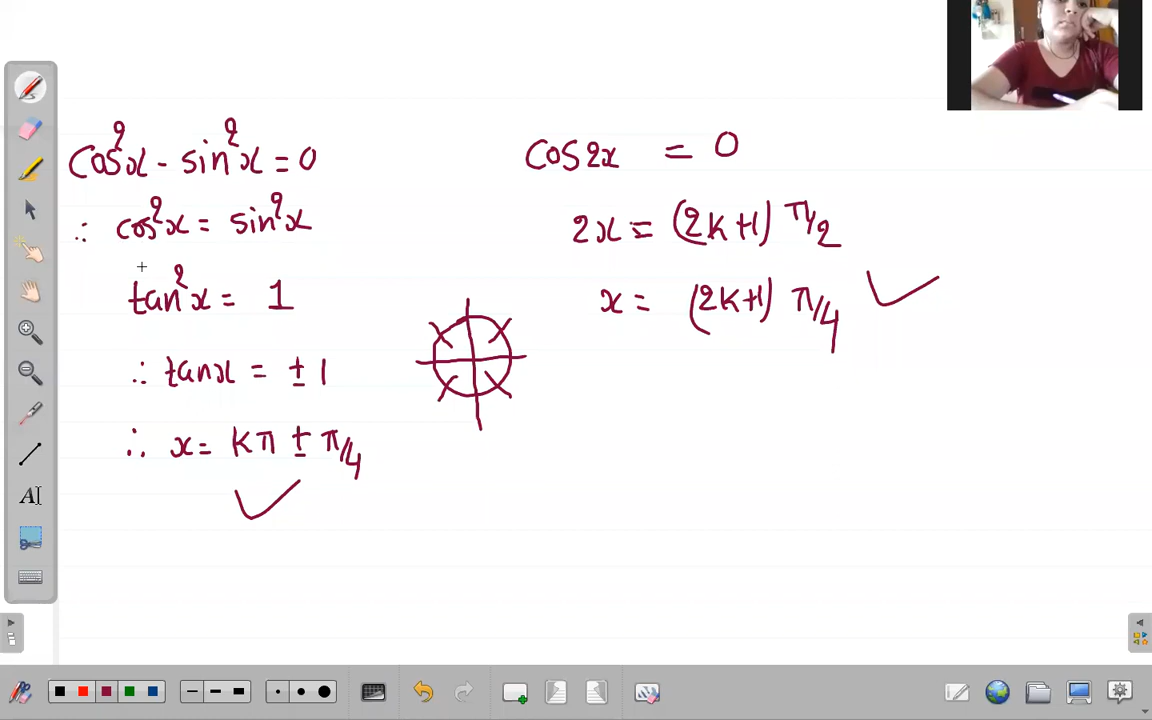 cos²x - sin²x = 0
∴ cos²x = sin²x
tan²x = 1
∴ tanx = ± 1
∴ x = kπ ± π/4
cos2x = 0
2x = (2k+1) π/2
x = (2k+1) π/4
AI